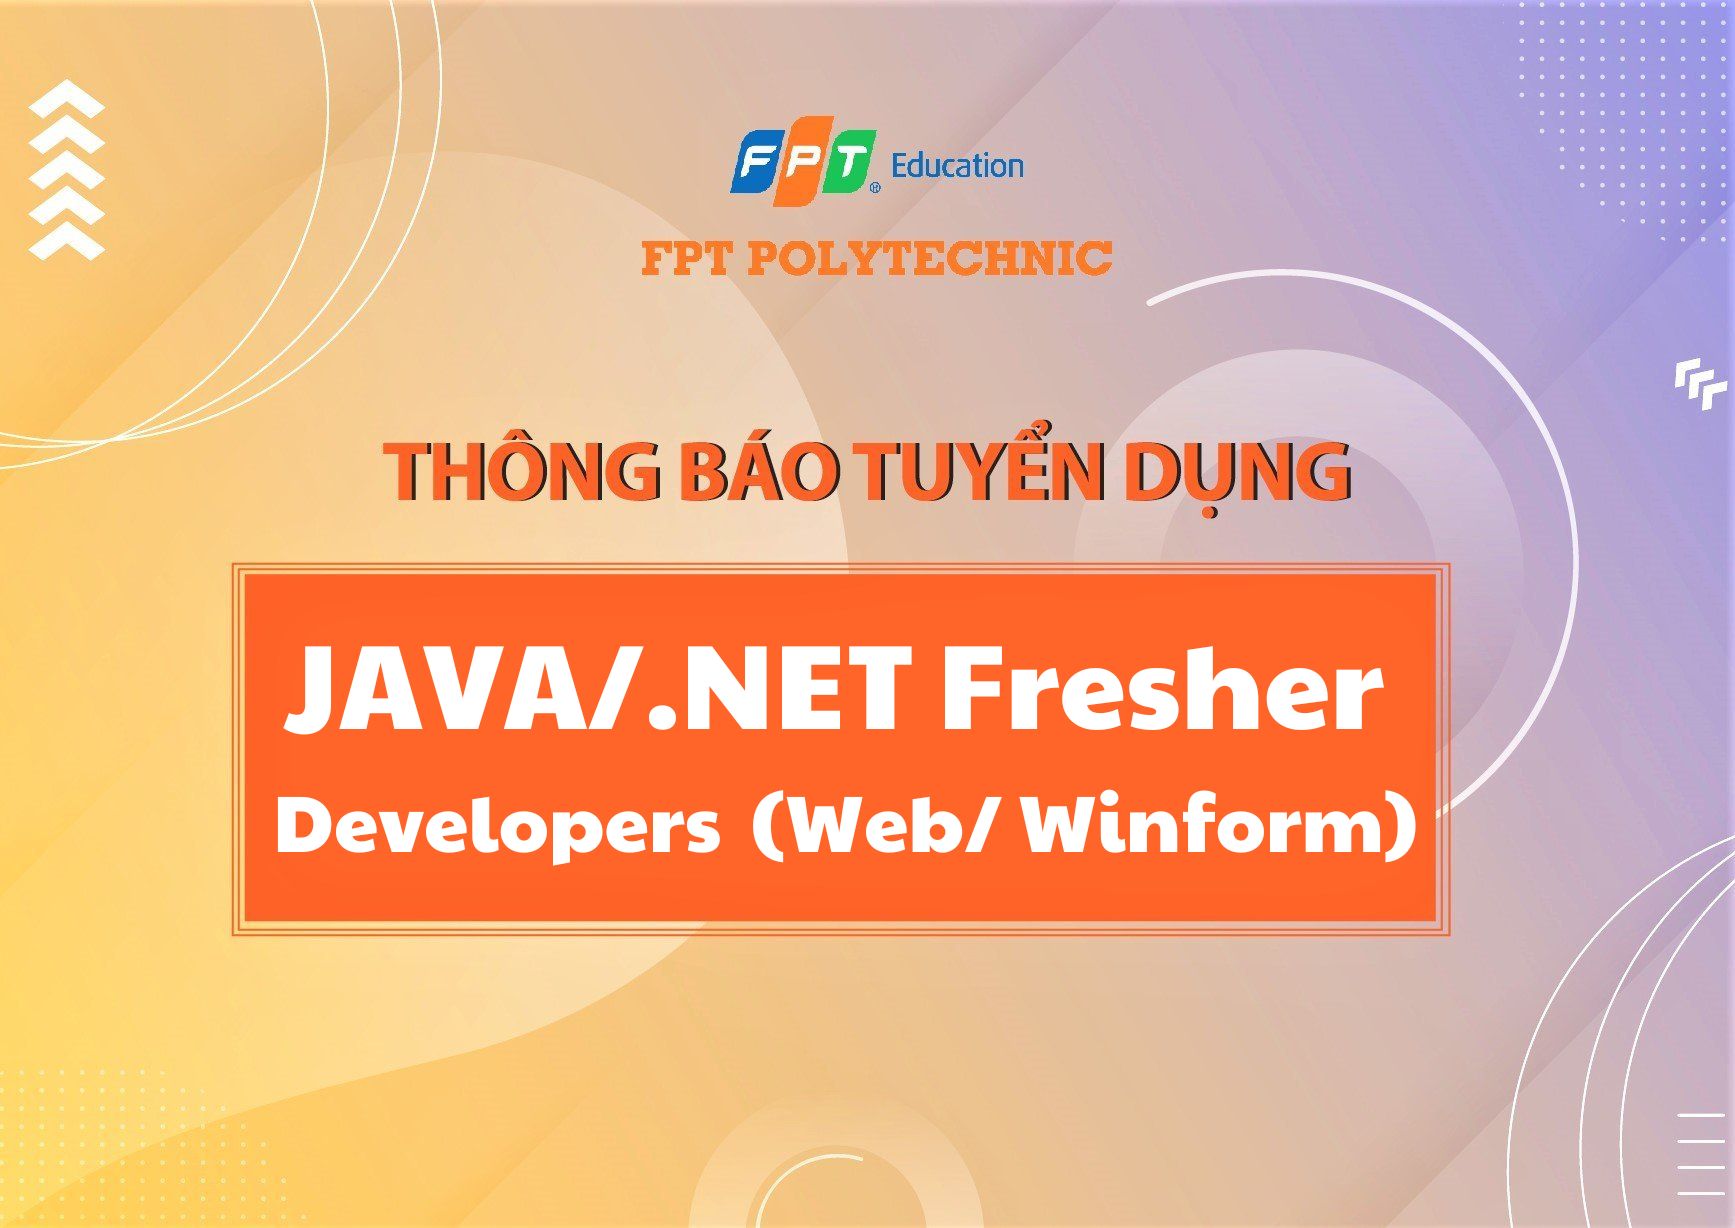 FPT® Education
FPT POLYTECHNIC
THÔNG BÁO TUYỂN DỤNG
JAVA/.NET Fresher
Developers (Web/ Winform)